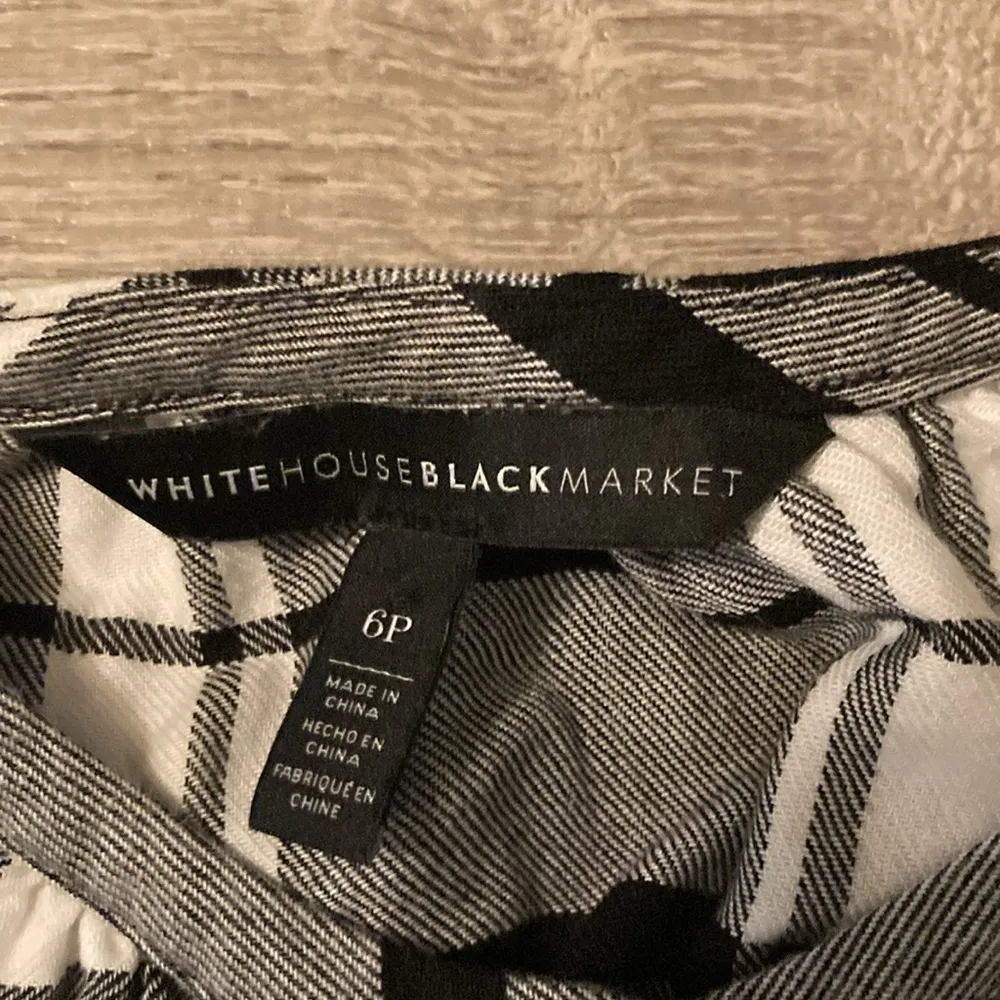 WHITEHOUSEBLACKMARKET
6P
MADE IN
CHINA
HECHO EN
CHINA
FABRIQUÉ EN
CHINE